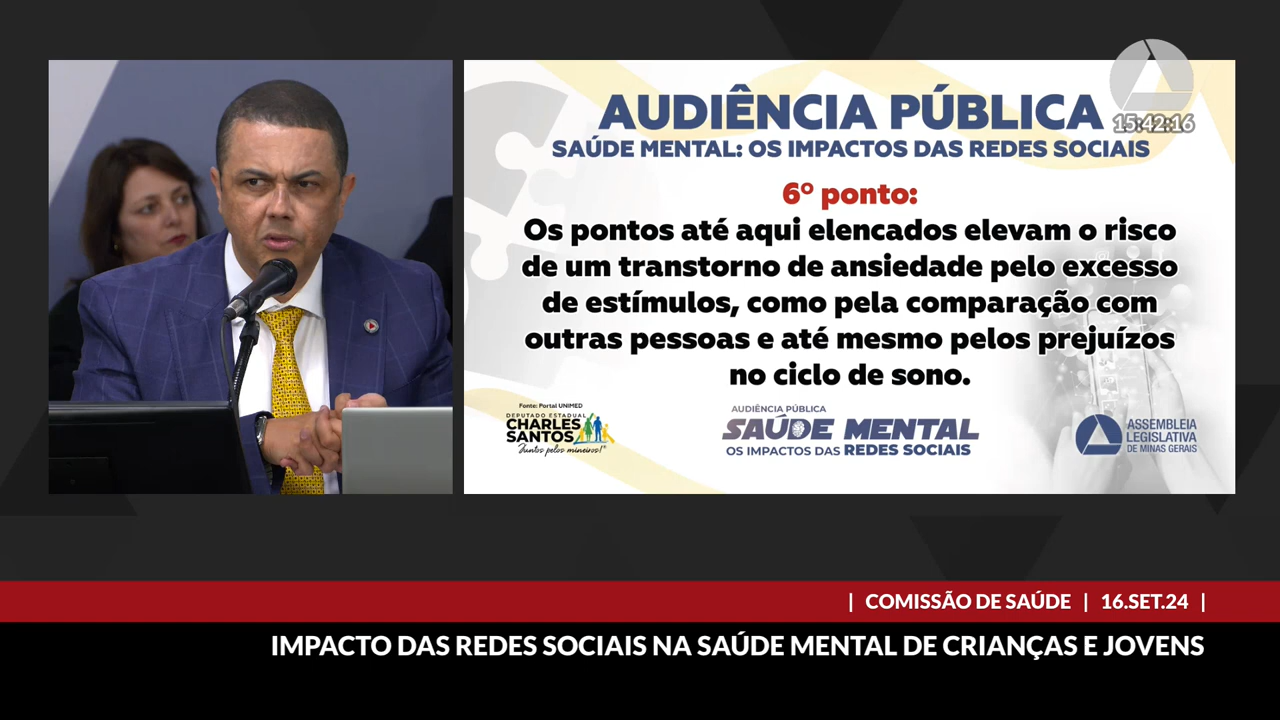 AUDIÊNCIA PÚBLICA
15:42:16
SAÚDE MENTAL: OS IMPACTOS DAS REDES SOCIAIS
6º ponto:
Os pontos até aqui elencados elevam o risco
de um transtorno de ansiedade pelo excesso
de estímulos, como pela comparação com
outras pessoas e até mesmo pelos prejuízos
no ciclo de sono.
Fonte: Portal UNIMED
DEPUTADO ESTADUAL
CHARLES
SANTOS
Juntos pelos mineiros!
AUDIÊNCIA PÚBLICA
SAÚDE MENTAL
OS IMPACTOS DAS REDES SOCIAIS
ASSEMBLEIA
LEGISLATIVA
DE MINAS GERAIS
| COMISSÃO DE SAÚDE | 16.SET.24 |
IMPACTO DAS REDES SOCIAIS NA SAÚDE MENTAL DE CRIANÇAS E JOVENS